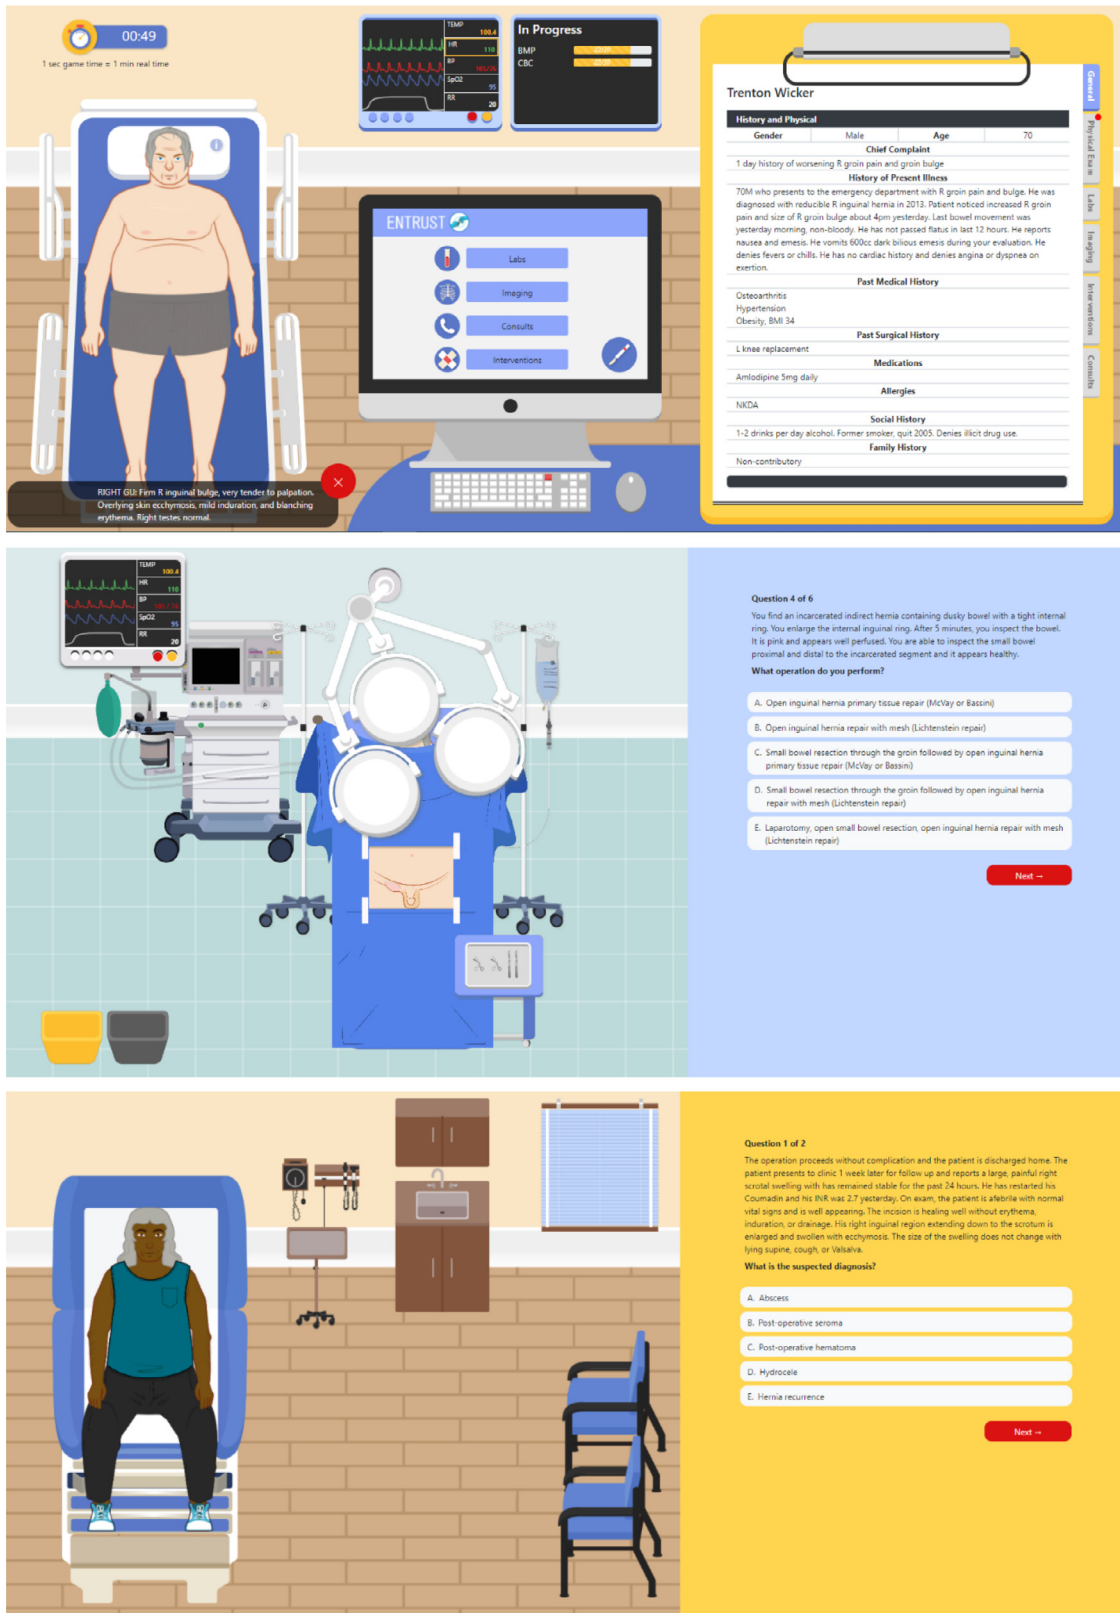 00:49
1 sec game time = 1 min real time
TEMP
100.4
HR
110
BP
SpO2
95
RR
20
In Progress
BMP
CBC
ENTRUST
Labs
Imaging
Consults
Interventions
Trenton Wicker
History and Physical
Gender Male Age 70
Chief Complaint
1 day history of worsening R groin pain and groin bulge
History of Present Illness
70M who presents to the emergency department with R groin pain and bulge. He was
diagnosed with reducible R inguinal hernia in 2013. Patient noticed increased R groin
pain and size of R groin bulge about 4pm yesterday. Last bowel movement was
yesterday morning, non-bloody. He has not passed flatus in last 12 hours. He reports
nausea and emesis. He vomits 600cc dark bilious emesis during your evaluation. He
denies fevers or chills. He has no cardiac history and denies angina or dyspnea on
exertion.
Past Medical History
Osteoarthritis
Hypertension
Obesity, BMI 34
Past Surgical History
L knee replacement
Medications
Amlodipine 5mg daily
Allergies
NKDA
Social History
1-2 drinks per day alcohol. Former smoker, quit 2005. Denies illicit drug use.
Family History
Non-contributory
General
Physical Exam
Labs
Imaging
Interventions
Consults
RIGHT GU: Firm R inguinal bulge, very tender to palpation.
Overlying skin ecchymosis, mild induration, and blanching
erythema. Right testes normal.
TEMP
100.4
HR
110
BP
SpO2
95
RR
20
Question 4 of 6
You find an incarcerated indirect hernia containing dusky bowel with a tight internal
ring. You enlarge the internal inguinal ring. After 5 minutes, you inspect the bowel.
It is pink and appears well perfused. You are able to inspect the small bowel
proximal and distal to the incarcerated segment and it appears healthy.
What operation do you perform?
A. Open inguinal hernia primary tissue repair (McVay or Bassini)
B. Open inguinal hernia repair with mesh (Lichtenstein repair)
C. Small bowel resection through the groin followed by open inguinal hernia
primary tissue repair (McVay or Bassini)
D. Small bowel resection through the groin followed by open inguinal hernia
repair with mesh (Lichtenstein repair)
E. Laparotomy, open small bowel resection, open inguinal hernia repair with mesh
(Lichtenstein repair)
Next →
Question 1 of 2
The operation proceeds without complication and the patient is discharged home. The
patient presents to clinic 1 week later for follow up and reports a large, painful right
scrotal swelling with has remained stable for the past 24 hours. He has restarted his
Coumadin and his INR was 2.7 yesterday. On exam, the patient is afebrile with normal
vital signs and is well appearing. The incision is healing well without erythema,
induration, or drainage. His right inguinal region extending down to the scrotum is
enlarged and swollen with ecchymosis. The size of the swelling does not change with
lying supine, cough, or Valsalva.
What is the suspected diagnosis?
A. Abscess
B. Post-operative seroma
C. Post-operative hematoma
D. Hydrocele
E. Hernia recurrence
Next →